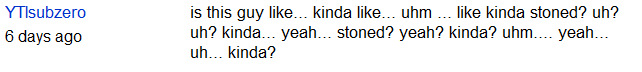 YTlsubzero
6 days ago
is this guy like… kinda like… uhm … like kinda stoned? uh?
uh? kinda… yeah… stoned? yeah? kinda? uhm…. yeah…
uh… kinda?